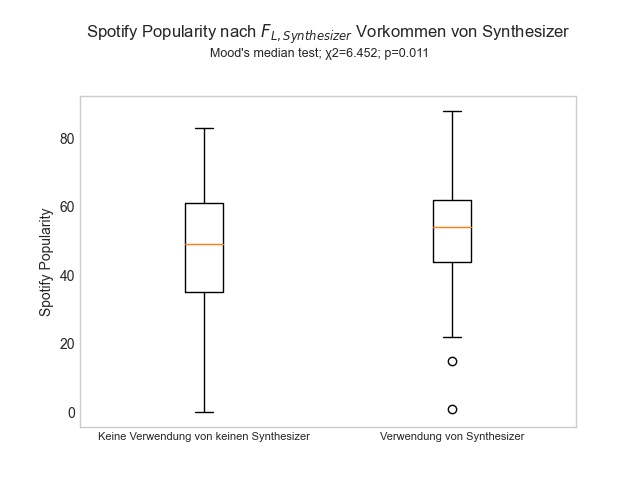 Spotify Popularity nach F_{L, Synthesizer} Vorkommen von Synthesizer
Mood's median test; χ2=6.452; p=0.011
Spotify Popularity
80
60
40
20
0
Keine Verwendung von keinen Synthesizer
Verwendung von Synthesizer